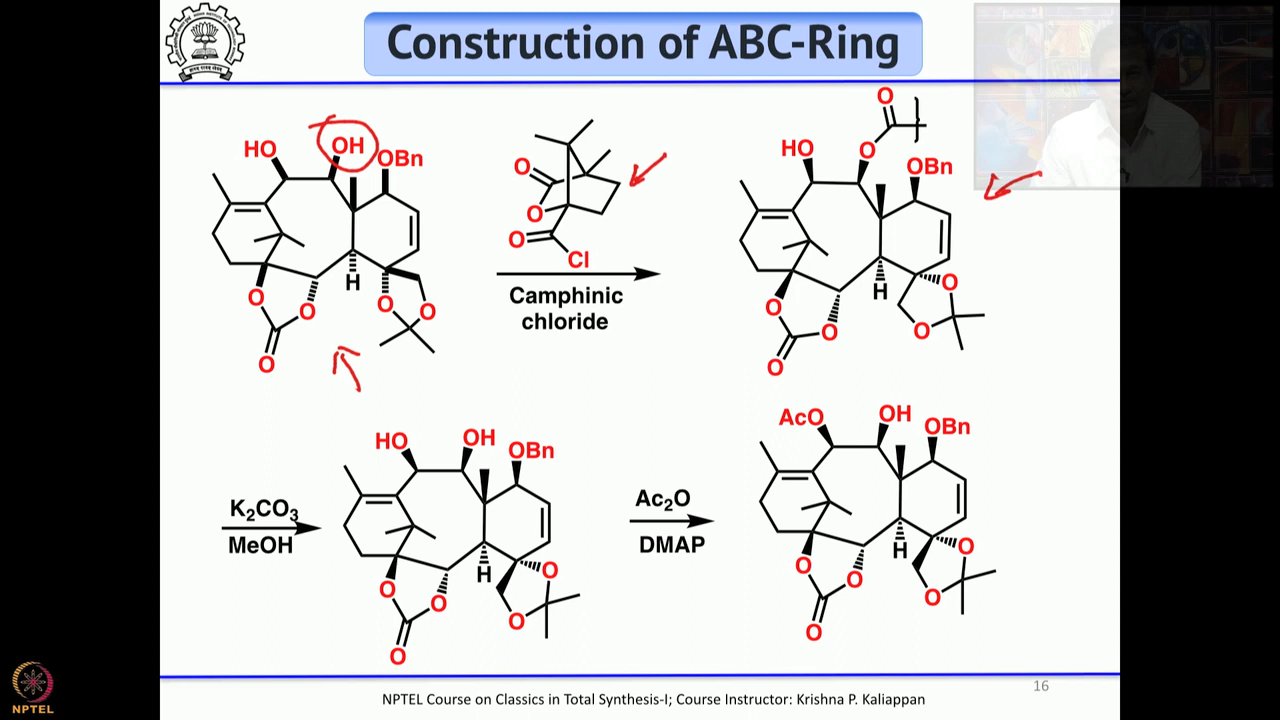 Construction of ABC-Ring
HO
OH
OBn
O
O
O
O
O
H
O
O
O
Cl
Camphinic
chloride
O
HO
O
OBn
H
O
O
O
O
O
K2CO3
MeOH
HO
OH
OBn
H
O
O
O
O
O
Ac2O
DMAP
AcO
OH
OBn
H
O
O
O
O
O
16
NPTEL
NPTEL Course on Classics in Total Synthesis-I; Course Instructor: Krishna P. Kaliappan